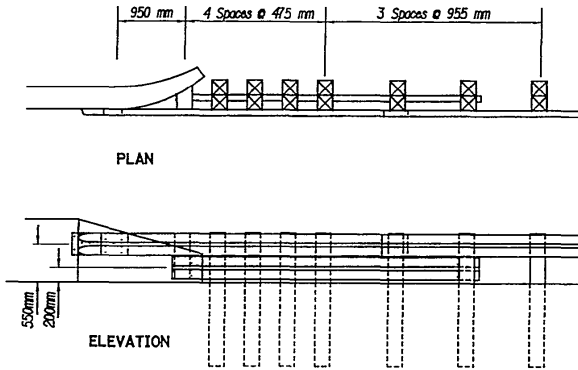 950 mm
4 Spaces @ 475 mm
3 Spaces @ 955 mm
PLAN
550mm
200mm
ELEVATION